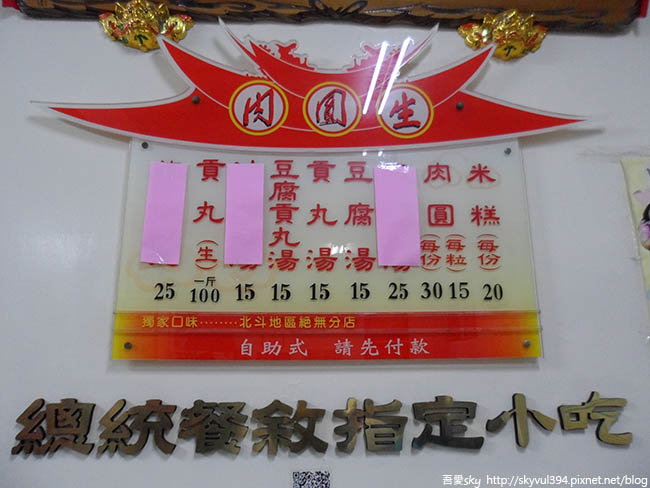 肉圓生
米糕(每份) 20
肉圓(每粒) 15 (每份) 30
湯 25
豆腐湯 15
貢丸湯 15
豆腐貢丸湯 15
湯 15
貢丸(生) 一斤 100
25
獨家口味........北斗地區絕無分店
自助式 請先付款
總統餐敘指定小吃
吾愛sky http://skyvul394.pixnet.net/blog